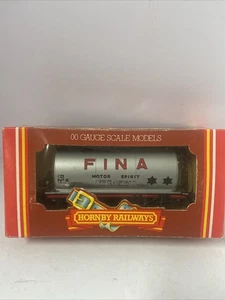 00 GAUGE SCALE MODELS
FINA
MOTOR SPIRIT
HORNBY RAILWAYS